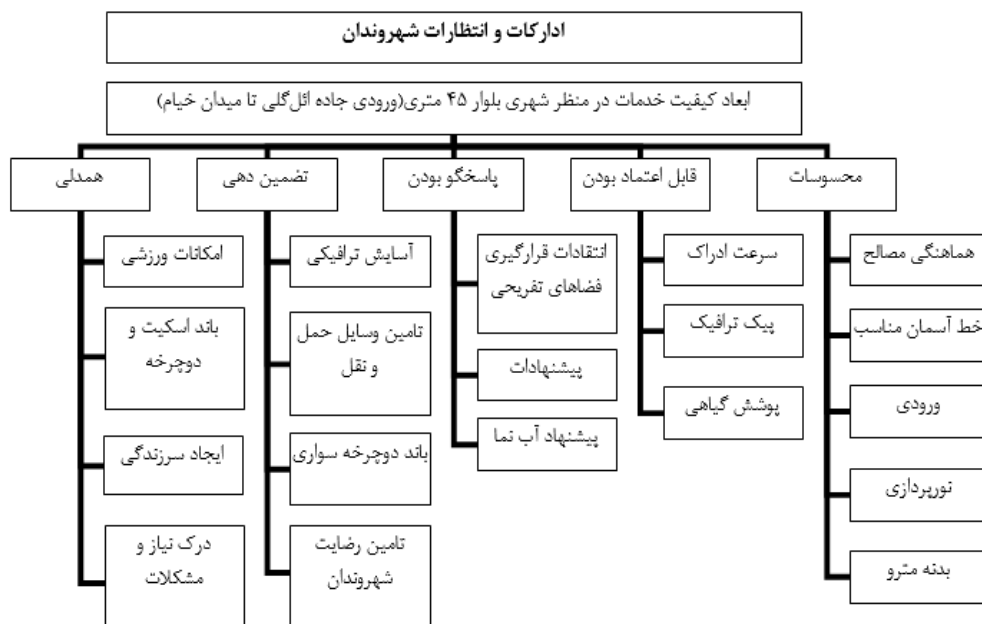 ادارکات و انتظارات شهروندان
ابعاد کیفیت خدمات در منظر شهری بلوار ۴۵ متری(ورودی جاده ائل‌گلی تا میدان خیام)
محسوسات
هماهنگی مصالح
خط آسمان مناسب
ورودی
نورپردازی
بدنه مترو
قابل اعتماد بودن
سرعت ادراک
پیک ترافیک
پوشش گیاهی
پاسخگو بودن
انتقادات قرارگیری
فضاهای تفریحی
پیشنهادات
پیشنهاد آب نما
تضمین دهی
آسایش ترافیکی
تامین وسایل حمل
و نقل
باند دوچرخه سواری
تامین رضایت
شهروندان
همدلی
امکانات ورزشی
باند اسکیت و
دوچرخه
ایجاد سرزندگی
درک نیاز و
مشکلات